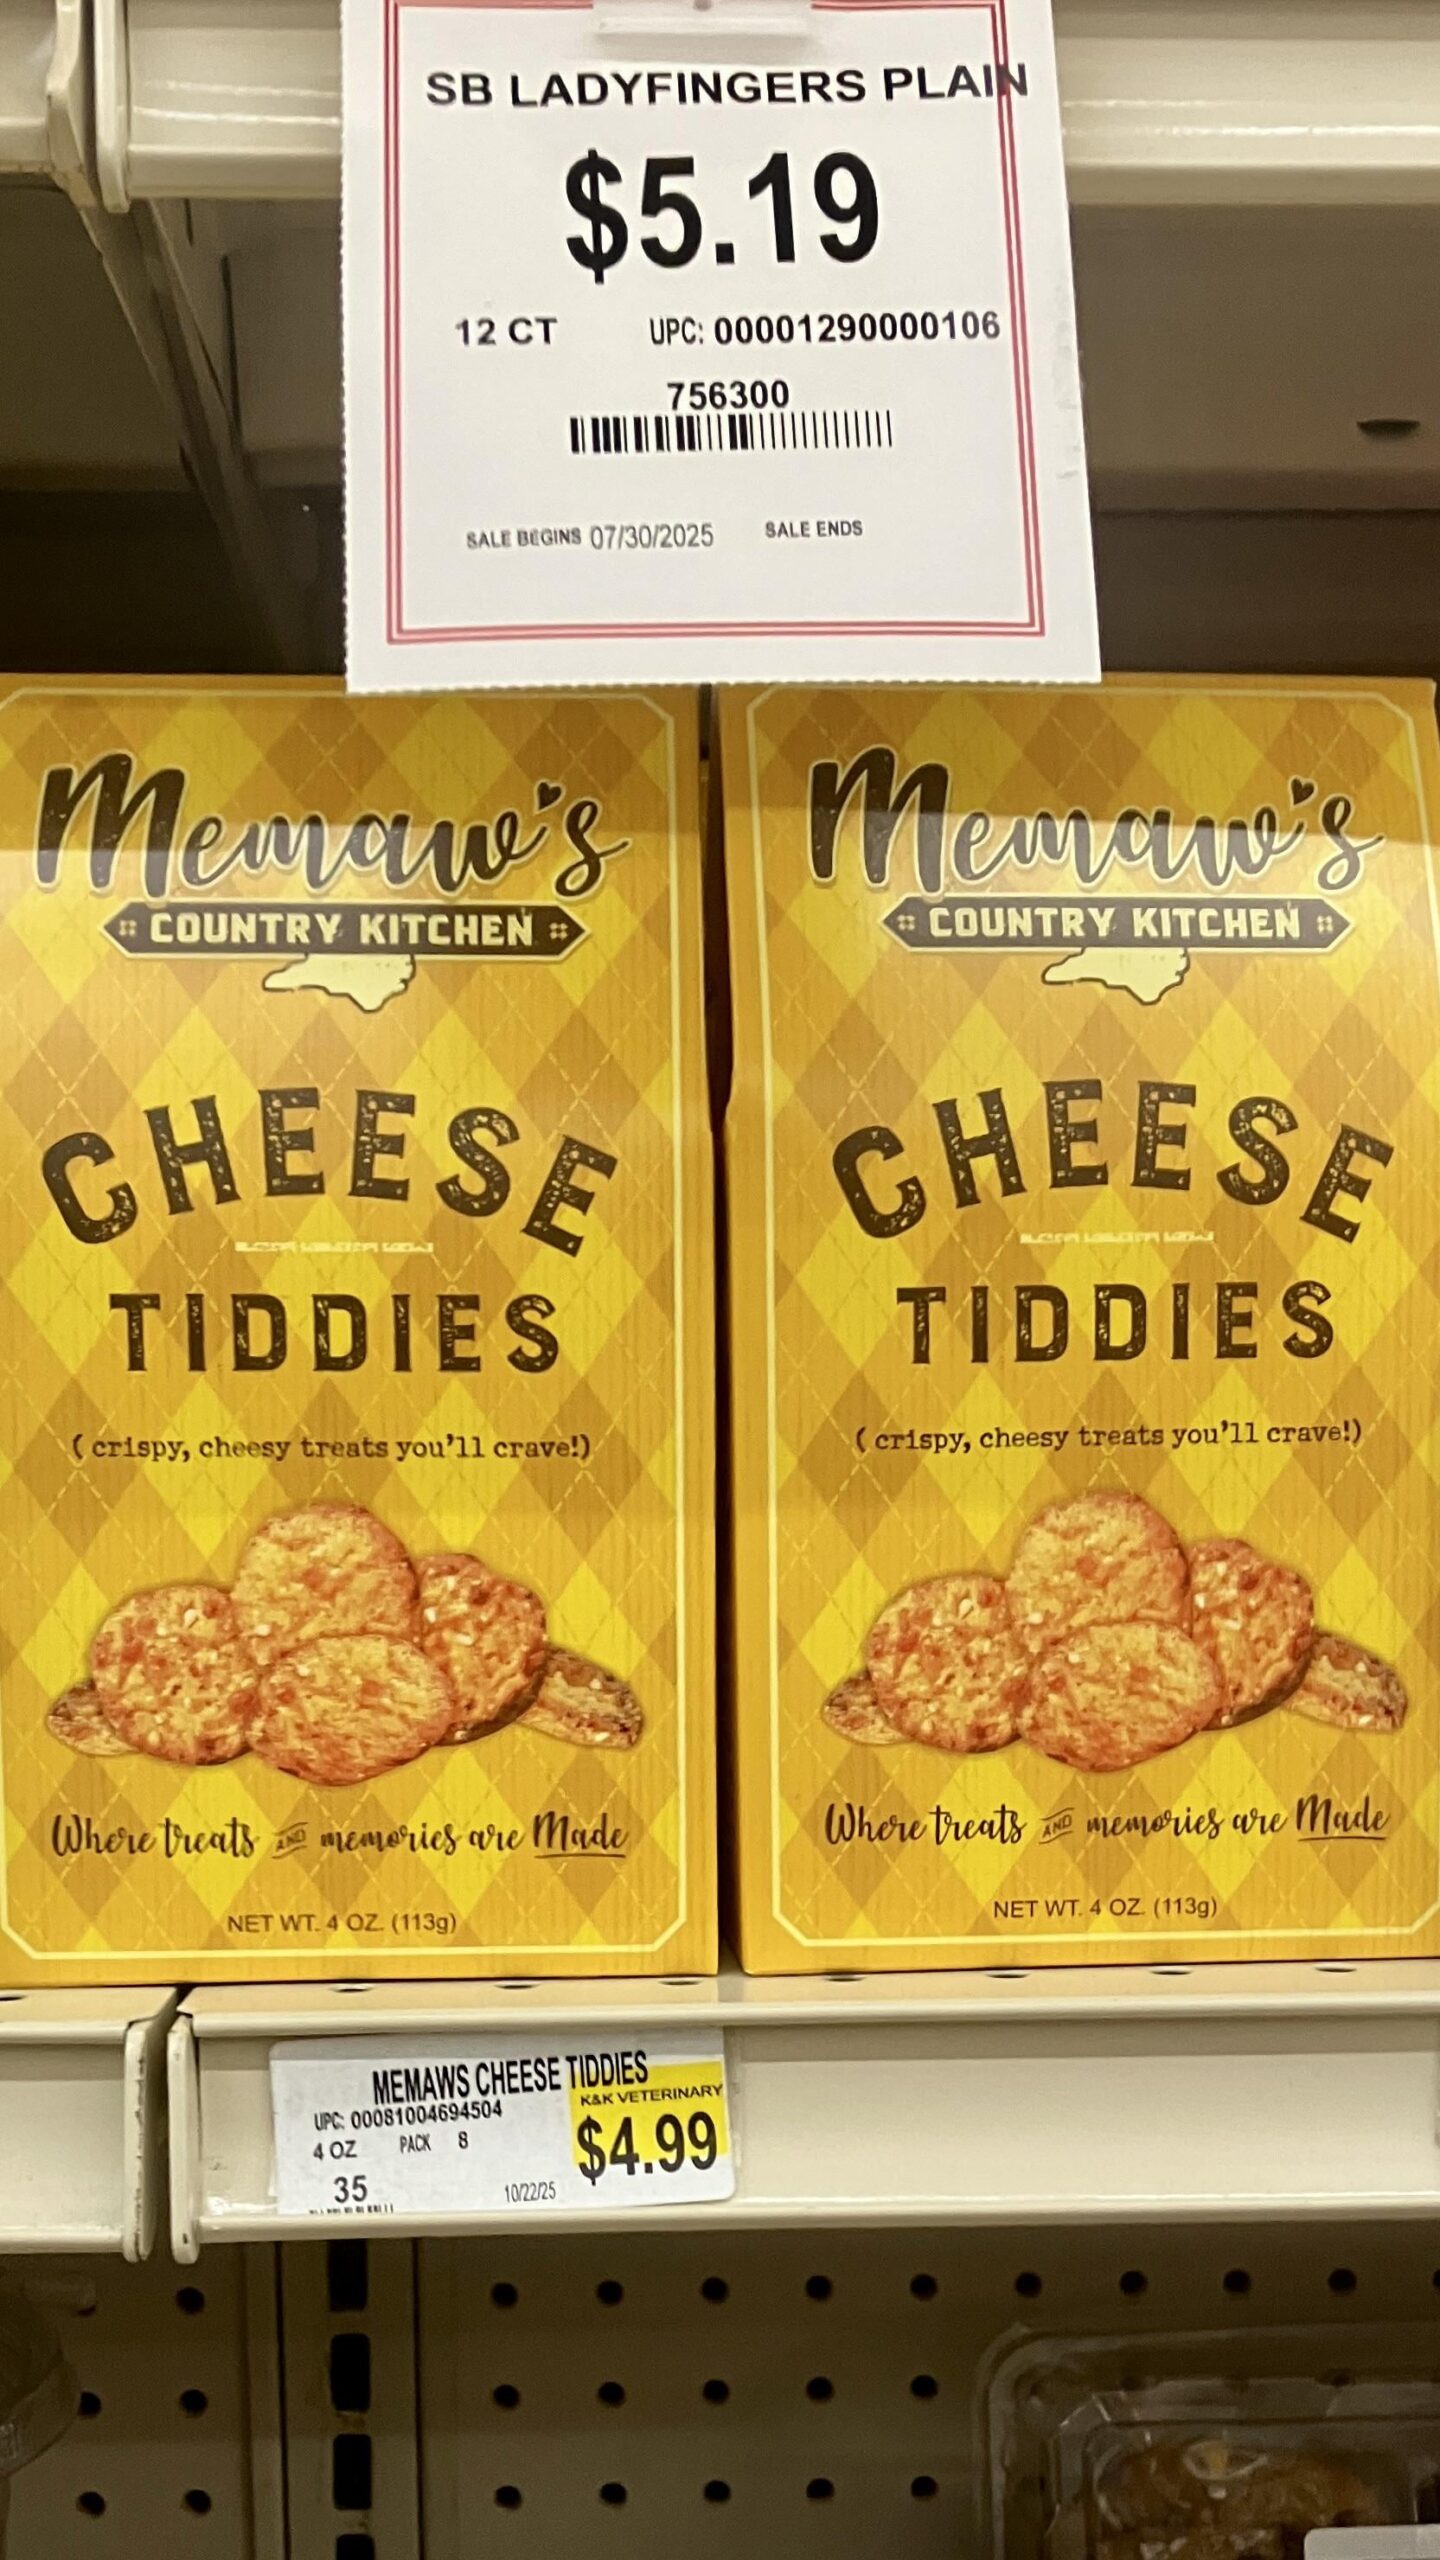 SB LADYFINGERS PLAIN
$5.19
12 CT UPC: 00001290000106
756300
SALE BEGINS 07/30/2025 SALE ENDS
Memaw's
COUNTRY KITCHEN
CHEESE
TIDDIES
( crispy, cheesy treats you'll crave!)
Where treats AND memories are Made
NET WT. 4 OZ. (113g)
Memaw's
COUNTRY KITCHEN
CHEESE
TIDDIES
( crispy, cheesy treats you'll crave!)
Where treats AND memories are Made
NET WT. 4 OZ. (113g)
MEMAWS CHEESE TIDDIES
K&K VETERINARY
UPC: 00081004694504
4 OZ PACK 8
$4.99
35 10/22/25